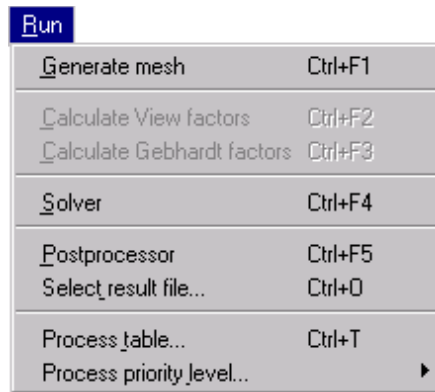 Run
Generate mesh Ctrl+F1
Calculate View factors Ctrl+F2
Calculate Gebhardt factors Ctrl+F3
Solver Ctrl+F4
Postprocessor Ctrl+F5
Select result file... Ctrl+O
Process table... Ctrl+T
Process priority level...